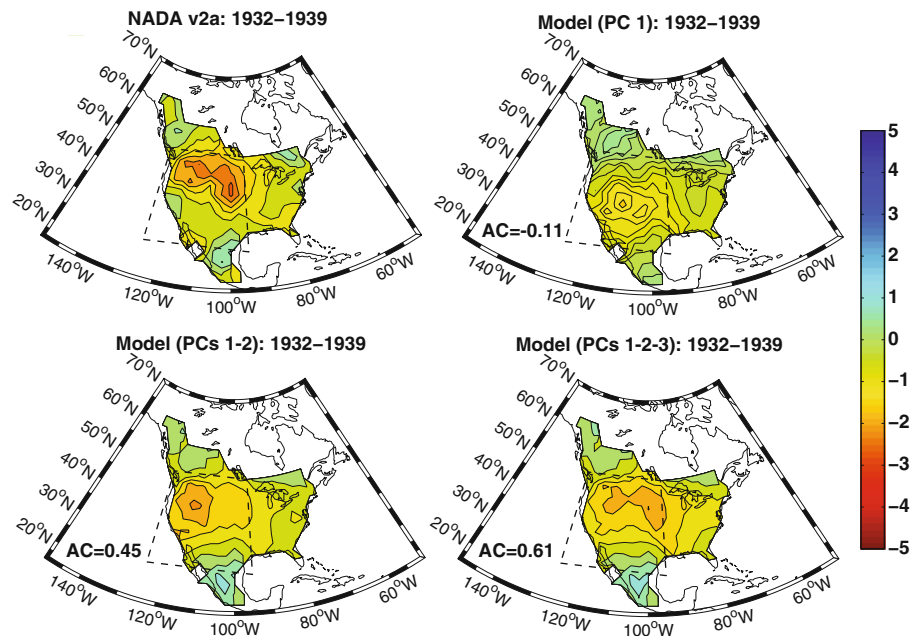 NADA v2a: 1932−1939
70°N
60°N
50°N
40°N
30°N
20°N
140°W
120°W
100°W
80°W
60°W
Model (PC 1): 1932−1939
70°N
60°N
50°N
40°N
30°N
20°N
AC=-0.11
140°W
120°W
100°W
80°W
60°W
Model (PCs 1-2): 1932−1939
70°N
60°N
50°N
40°N
30°N
20°N
AC=0.45
140°W
120°W
100°W
80°W
60°W
Model (PCs 1-2-3): 1932−1939
70°N
60°N
50°N
40°N
30°N
20°N
AC=0.61
140°W
120°W
100°W
80°W
60°W
5
4
3
2
1
0
−1
−2
−3
−4
−5